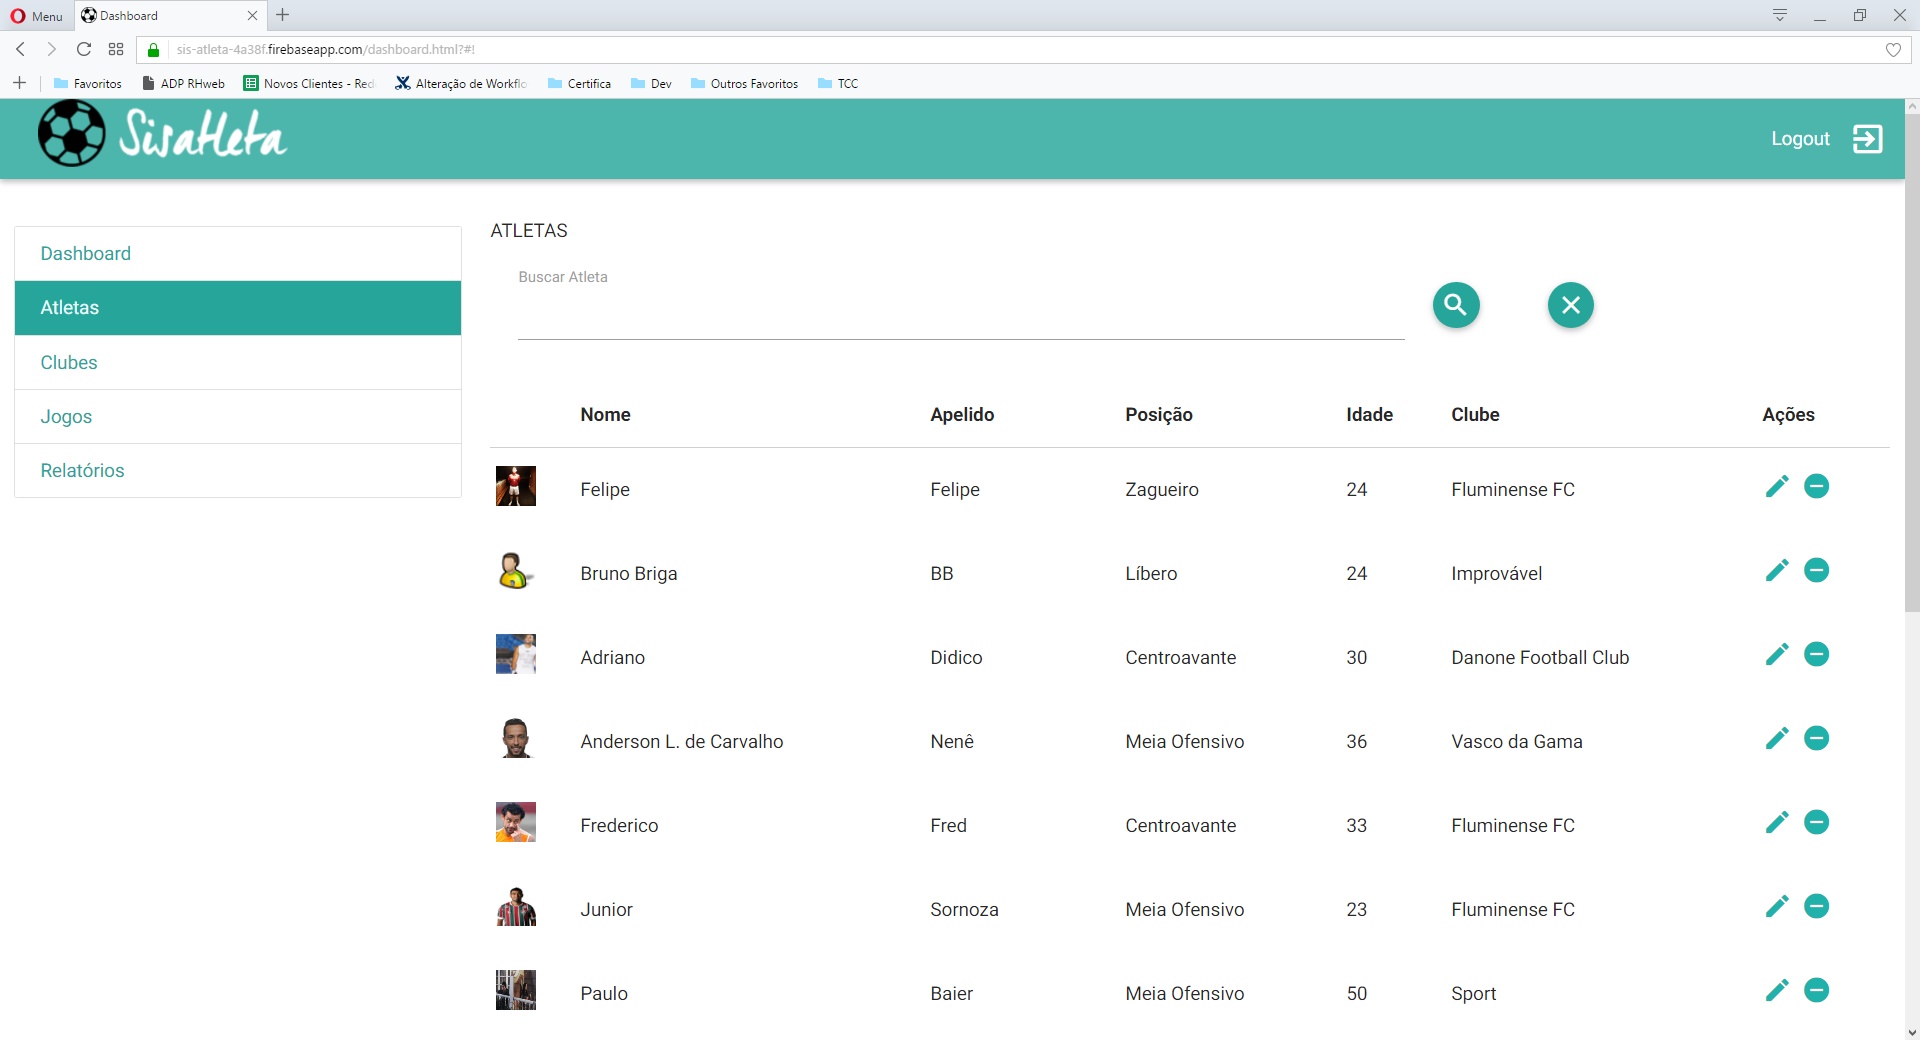 Menu
Dashboard
sis-atleta-4a38f.firebaseapp.com/dashboard.html?#!
Favoritos
ADP RHweb
Novos Clientes - Red
Alteração de Workflo
Certifica
Dev
Outros Favoritos
TCC
Sisatleta
Logout
Dashboard
Atletas
Clubes
Jogos
Relatórios
ATLETAS
Buscar Atleta
Nome Apelido Posição Idade Clube Ações
Felipe Felipe Zagueiro 24 Fluminense FC
Bruno Briga BB Líbero 24 Improvável
Adriano Didico Centroavante 30 Danone Football Club
Anderson L. de Carvalho Nenê Meia Ofensivo 36 Vasco da Gama
Frederico Fred Centroavante 33 Fluminense FC
Junior Sornoza Meia Ofensivo 23 Fluminense FC
Paulo Baier Meia Ofensivo 50 Sport